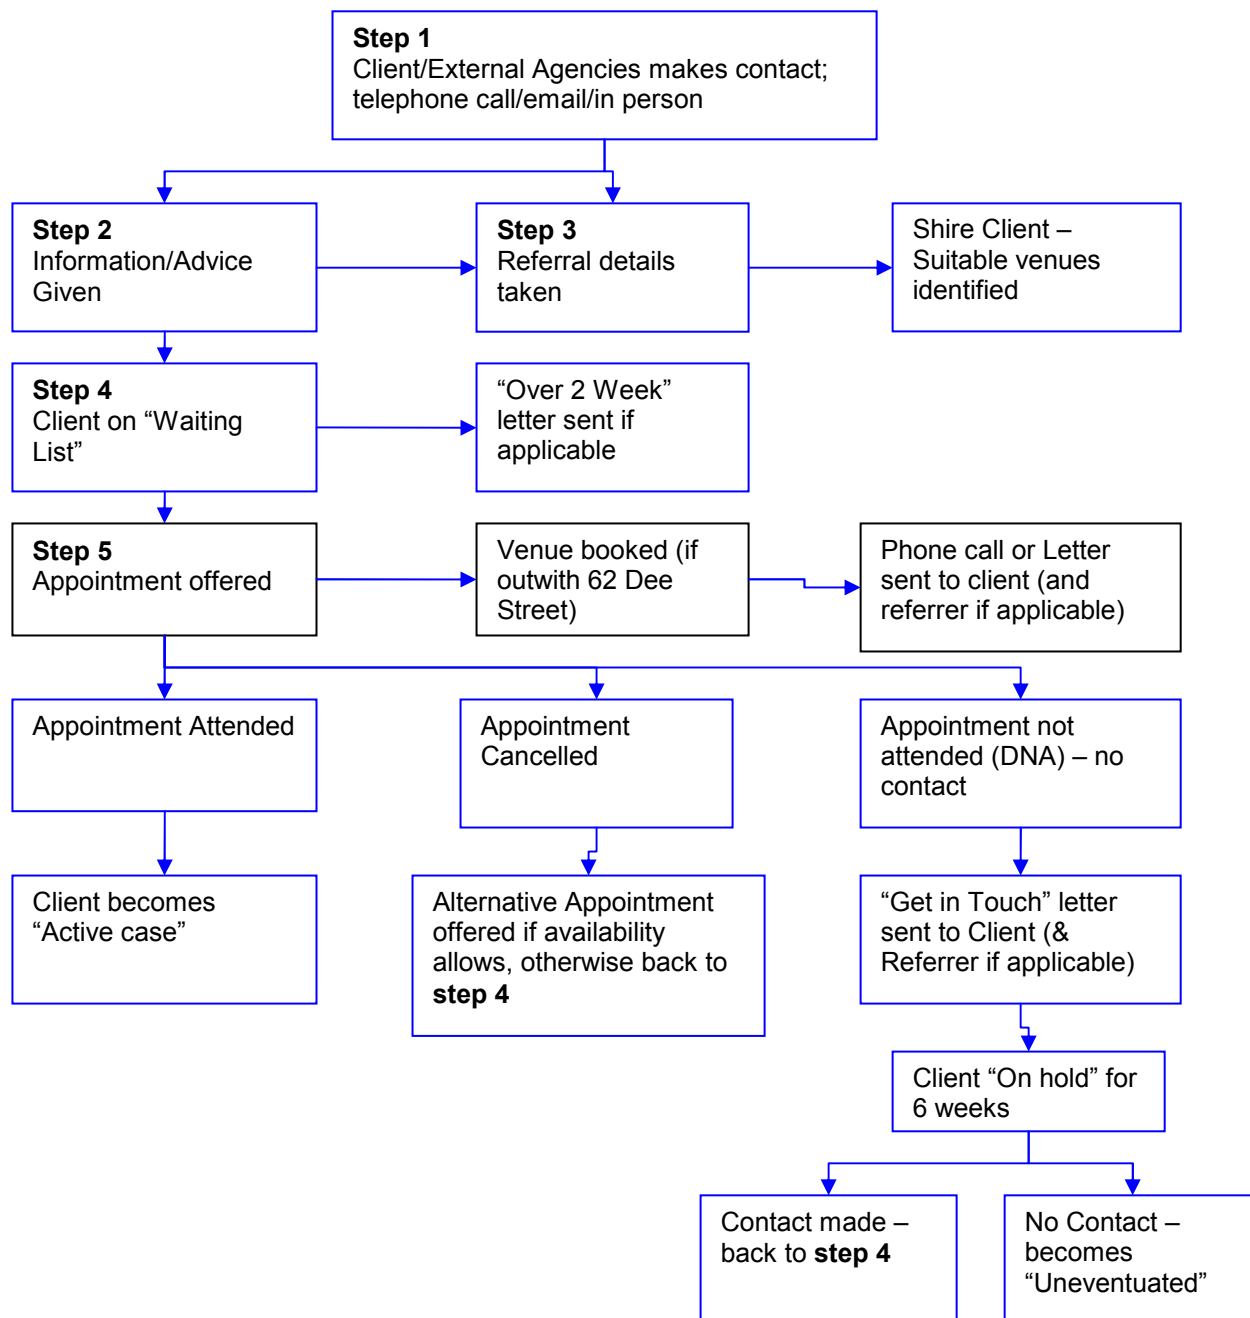 Step 1
Client/External Agencies makes contact;
telephone call/email/in person
Step 2
Information/Advice
Given
Step 3
Referral details
taken
Shire Client –
Suitable venues
identified
Step 4
Client on “Waiting
List”
“Over 2 Week”
letter sent if
applicable
Step 5
Appointment offered
Venue booked (if
outwith 62 Dee
Street)
Phone call or Letter
sent to client (and
referrer if applicable)
Appointment Attended
Appointment
Cancelled
Appointment not
attended (DNA) – no
contact
Client becomes
“Active case”
Alternative Appointment
offered if availability
allows, otherwise back to
step 4
“Get in Touch” letter
sent to Client (&
Referrer if applicable)
Client “On hold” for
6 weeks
Contact made –
back to step 4
No Contact –
becomes
“Uneventuated”